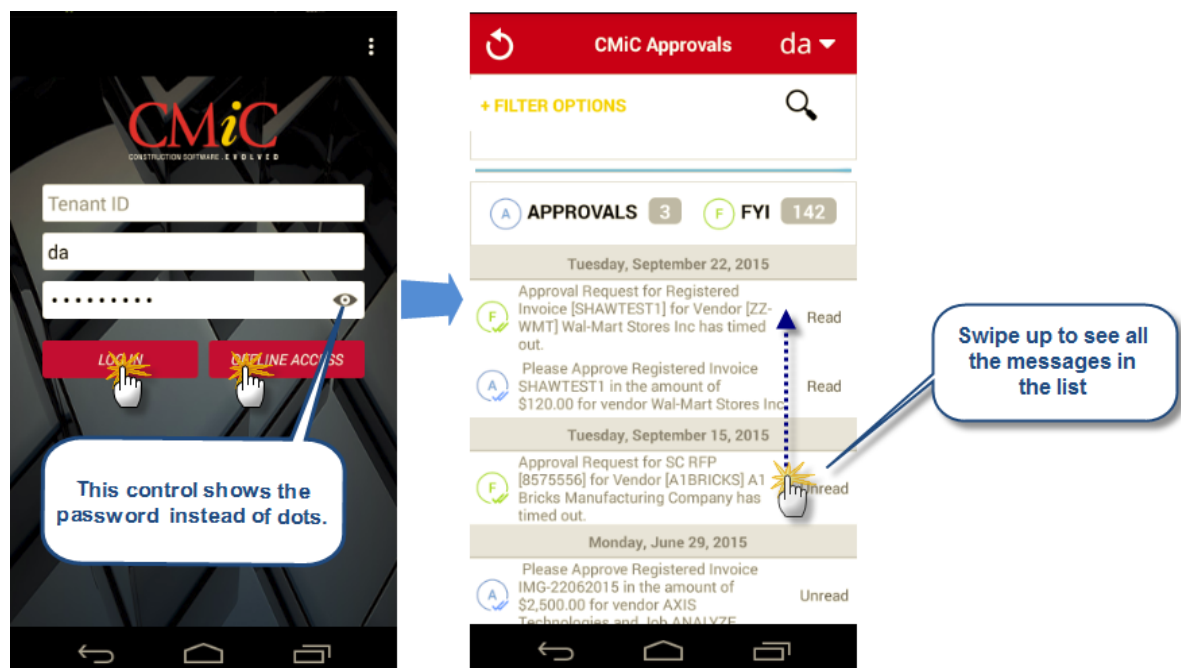 CMiC
CONSTRUCTION SOFTWARE. EVOLVED
Tenant ID
da
LOG IN
OFFLINE ACCESS
This control shows the
password instead of dots.
CMiC Approvals
da
+ FILTER OPTIONS
A APPROVALS 3 F FYI 142
Tuesday, September 22, 2015
Approval Request for Registered
Invoice [SHAWTEST1] for Vendor [ZZ-
F WMT] Wal-Mart Stores Inc has timed Read
out.
Please Approve Registered Invoice
A SHAWTEST1 in the amount of Read
$120.00 for vendor Wal-Mart Stores Inc
Tuesday, September 15, 2015
Approval Request for SC RFP
[8575556] for Vendor [A1BRICKS] A1
F Bricks Manufacturing Company has Unread
timed out.
Monday, June 29, 2015
Please Approve Registered Invoice
IMG-22062015 in the amount of
A $2,500.00 for vendor AXIS Unread
Technologies and Job ANALYZE
Swipe up to see all
the messages in
the list